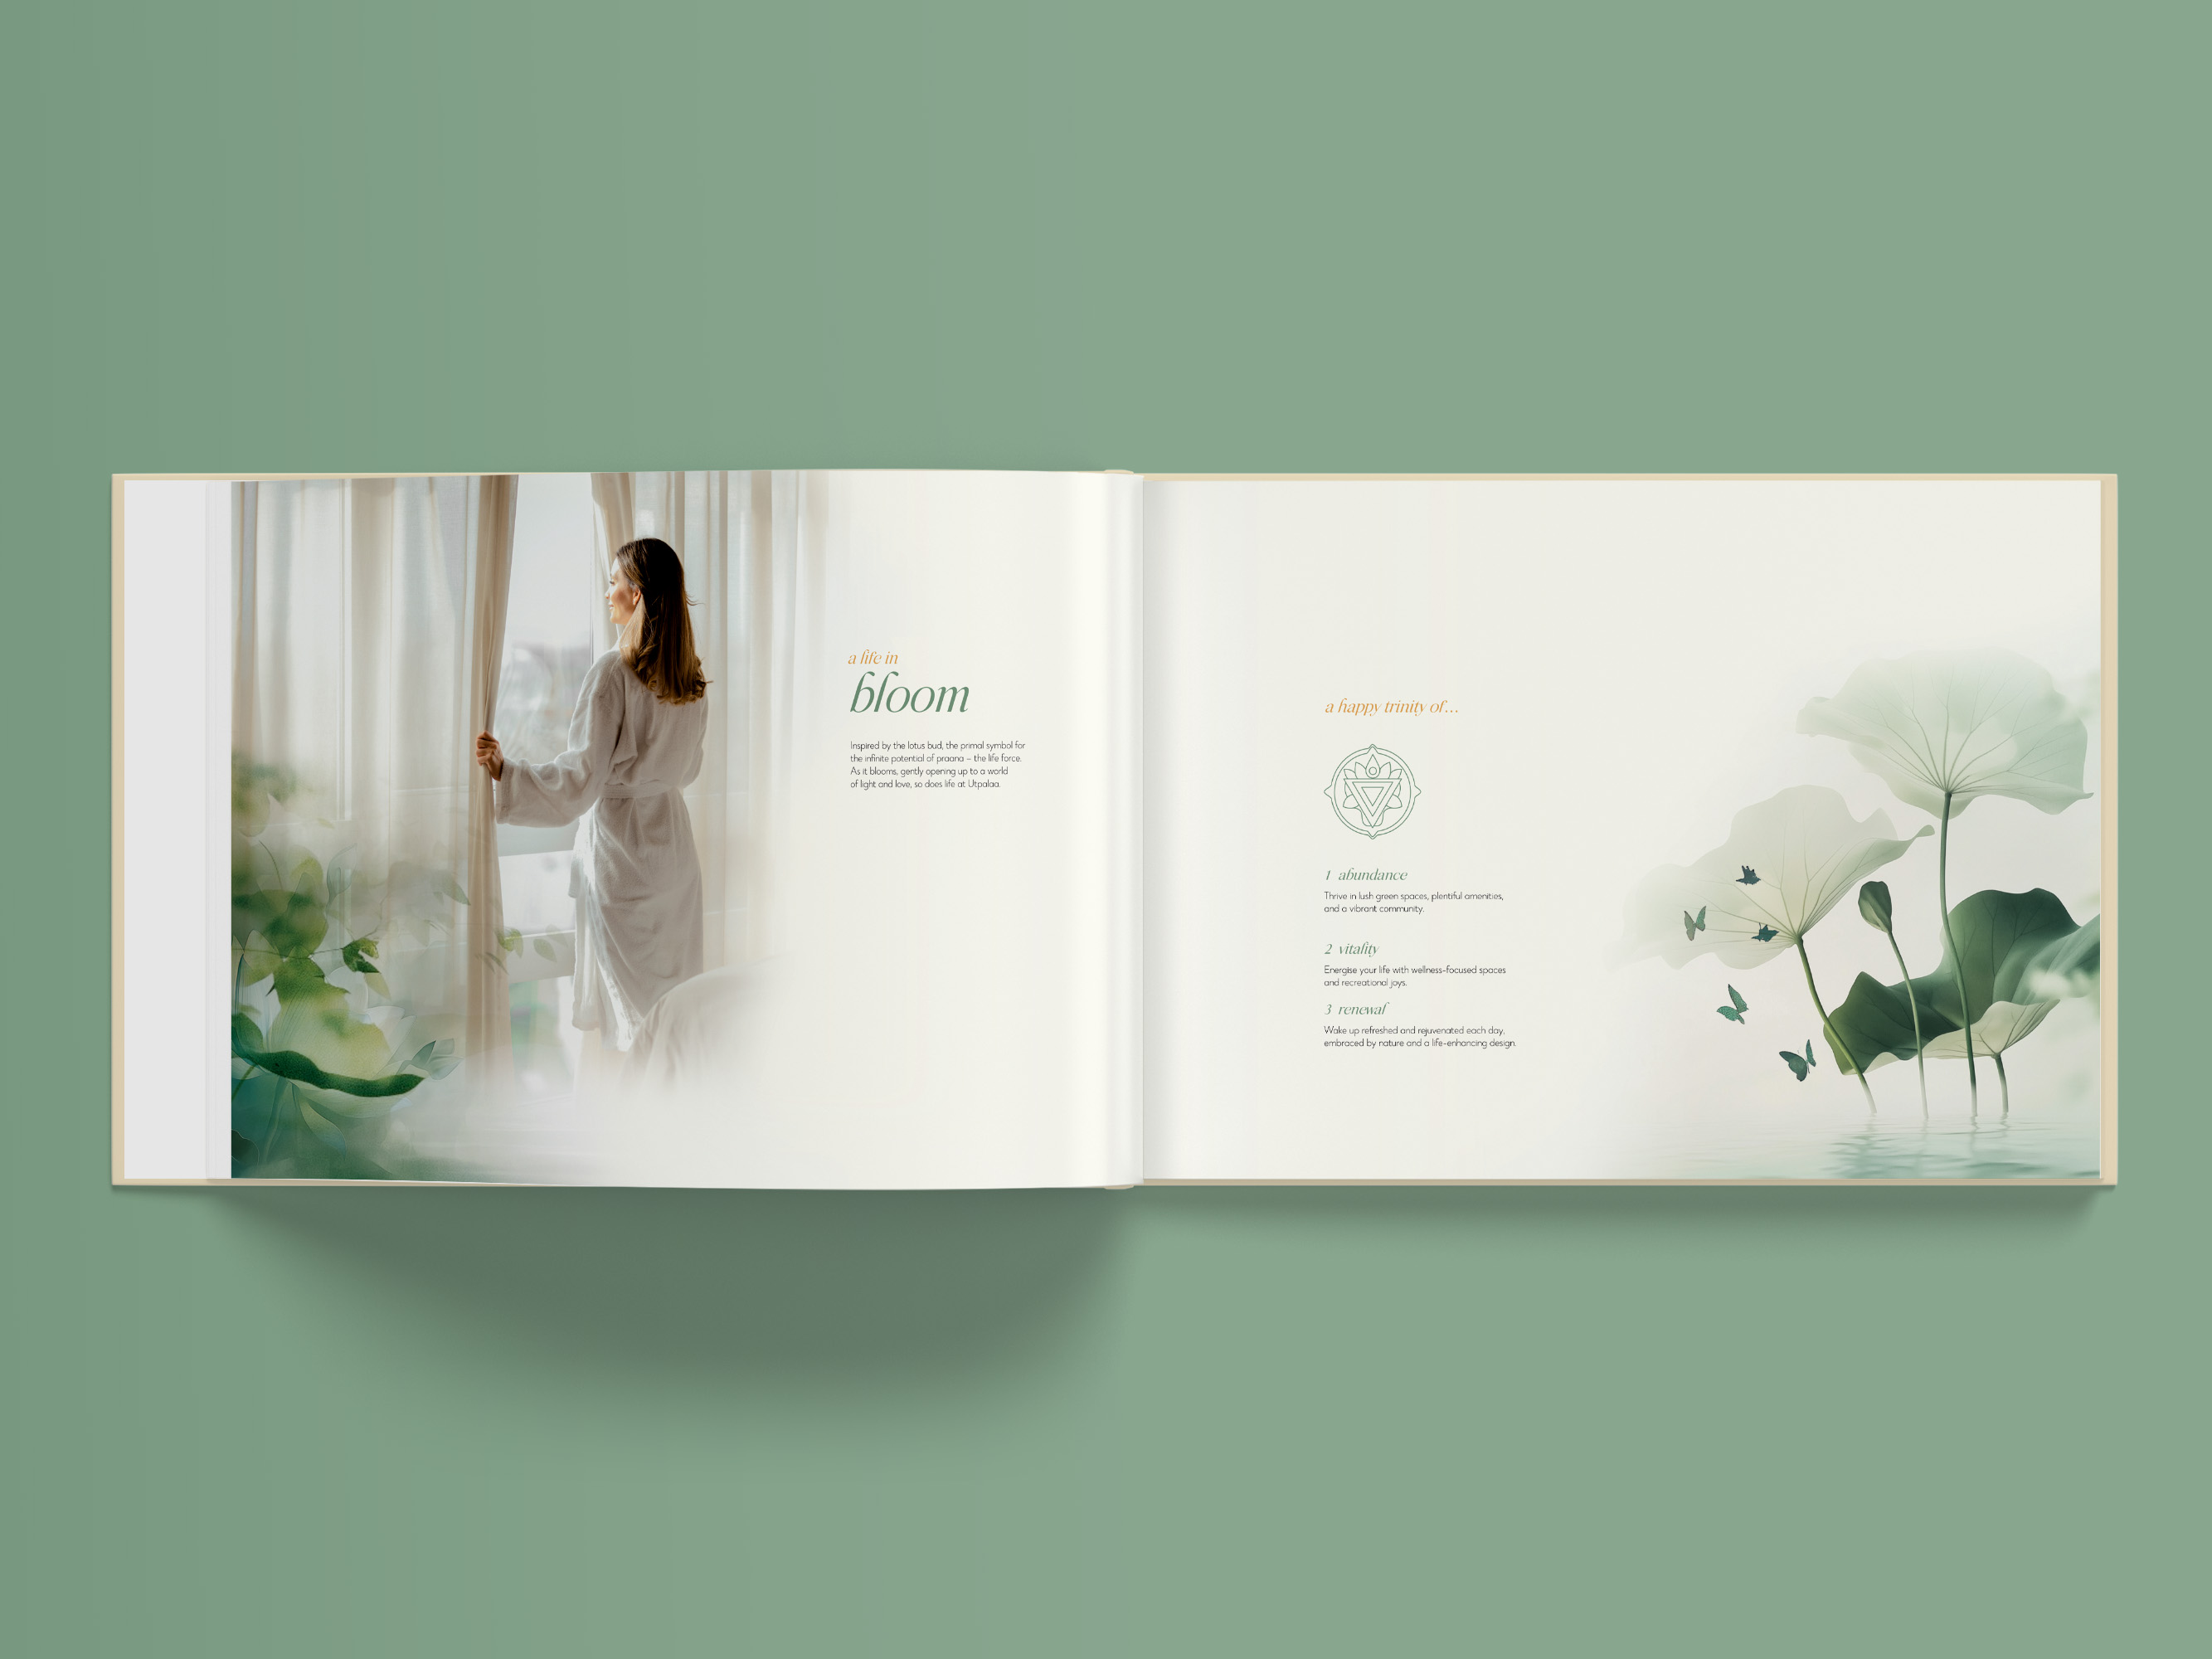 a life in
bloom
Inspired by the lotus bud, the primal symbol for
the infinite potential of praana – the life force.
As it blooms, gently opening up to a world
of light and love, so does life at Utpalaa.
a happy trinity of...
1 abundance
Thrive in lush green spaces, plentiful amenities,
and a vibrant community.
2 vitality
Energise your life with wellness-focused spaces
and recreational joys.
3 renewal
Wake up refreshed and rejuvenated each day,
embraced by nature and a life-enhancing design.